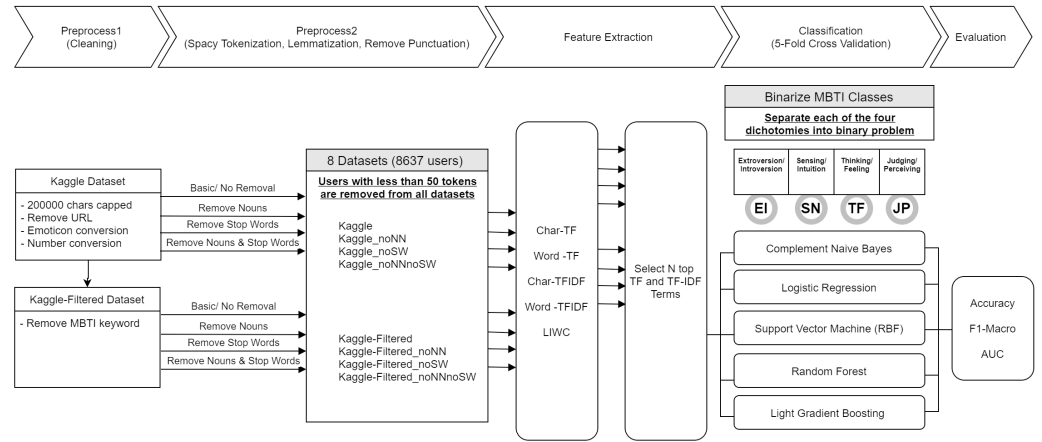 Preprocess1
(Cleaning)
Preprocess2
(Spacy Tokenization, Lemmatization, Remove Punctuation)
Feature Extraction
Classification
(5-Fold Cross Validation)
Evaluation
Kaggle Dataset
- 200000 chars capped
- Remove URL
- Emoticon conversion
- Number conversion
Kaggle-Filtered Dataset
- Remove MBTI keyword
Basic/ No Removal
Remove Nouns
Remove Stop Words
Remove Nouns & Stop Words
Basic/ No Removal
Remove Nouns
Remove Stop Words
Remove Nouns & Stop Words
8 Datasets (8637 users)
Users with less than 50 tokens
are removed from all datasets
Kaggle
Kaggle_noNN
Kaggle_noSW
Kaggle_noNNnoSW
Kaggle-Filtered
Kaggle-Filtered_noNN
Kaggle-Filtered_noSW
Kaggle-Filtered_noNNnoSW
Char-TF
Word -TF
Char-TFIDF
Word -TFIDF
LIWC
Select N top
TF and TF-IDF
Terms
Binarize MBTI Classes
Separate each of the four
dichotomies into binary problem
Extroversion/
Introversion
Sensing/
Intuition
Thinking/
Feeling
Judging/
Perceiving
EI
SN
TF
JP
Complement Naive Bayes
Logistic Regression
Support Vector Machine (RBF)
Random Forest
Light Gradient Boosting
Accuracy
F1-Macro
AUC